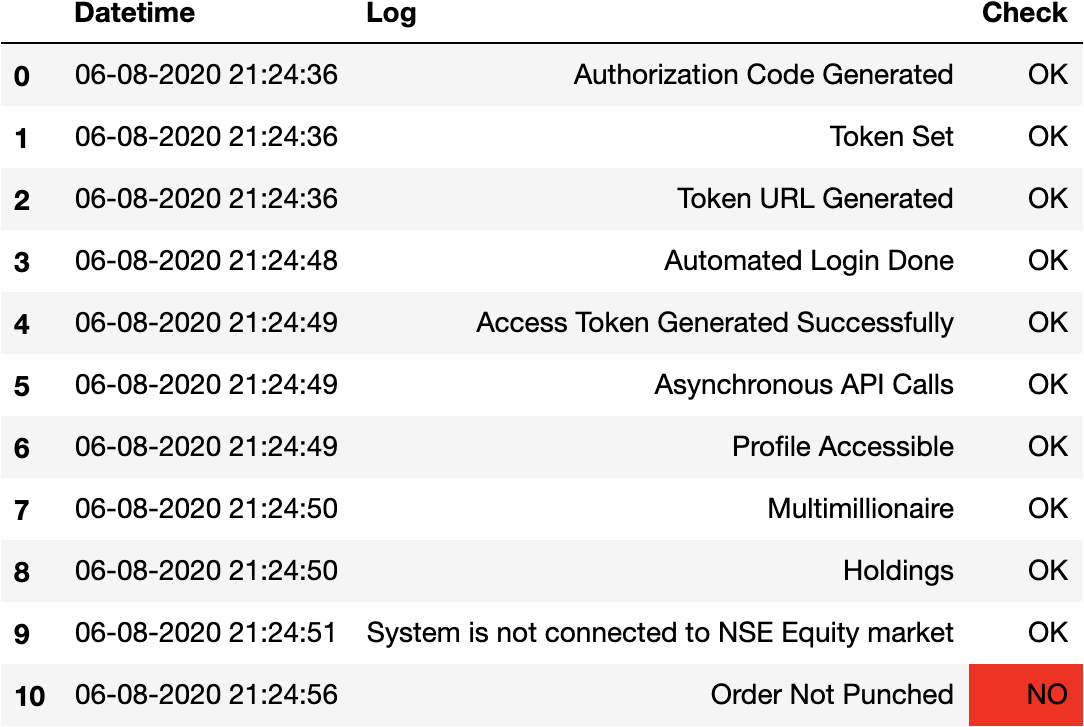 Datetime Log Check
0 06-08-2020 21:24:36 Authorization Code Generated OK
1 06-08-2020 21:24:36 Token Set OK
2 06-08-2020 21:24:36 Token URL Generated OK
3 06-08-2020 21:24:48 Automated Login Done OK
4 06-08-2020 21:24:49 Access Token Generated Successfully OK
5 06-08-2020 21:24:49 Asynchronous API Calls OK
6 06-08-2020 21:24:49 Profile Accessible OK
7 06-08-2020 21:24:50 Multimillionaire OK
8 06-08-2020 21:24:50 Holdings OK
9 06-08-2020 21:24:51 System is not connected to NSE Equity market OK
10 06-08-2020 21:24:56 Order Not Punched NO